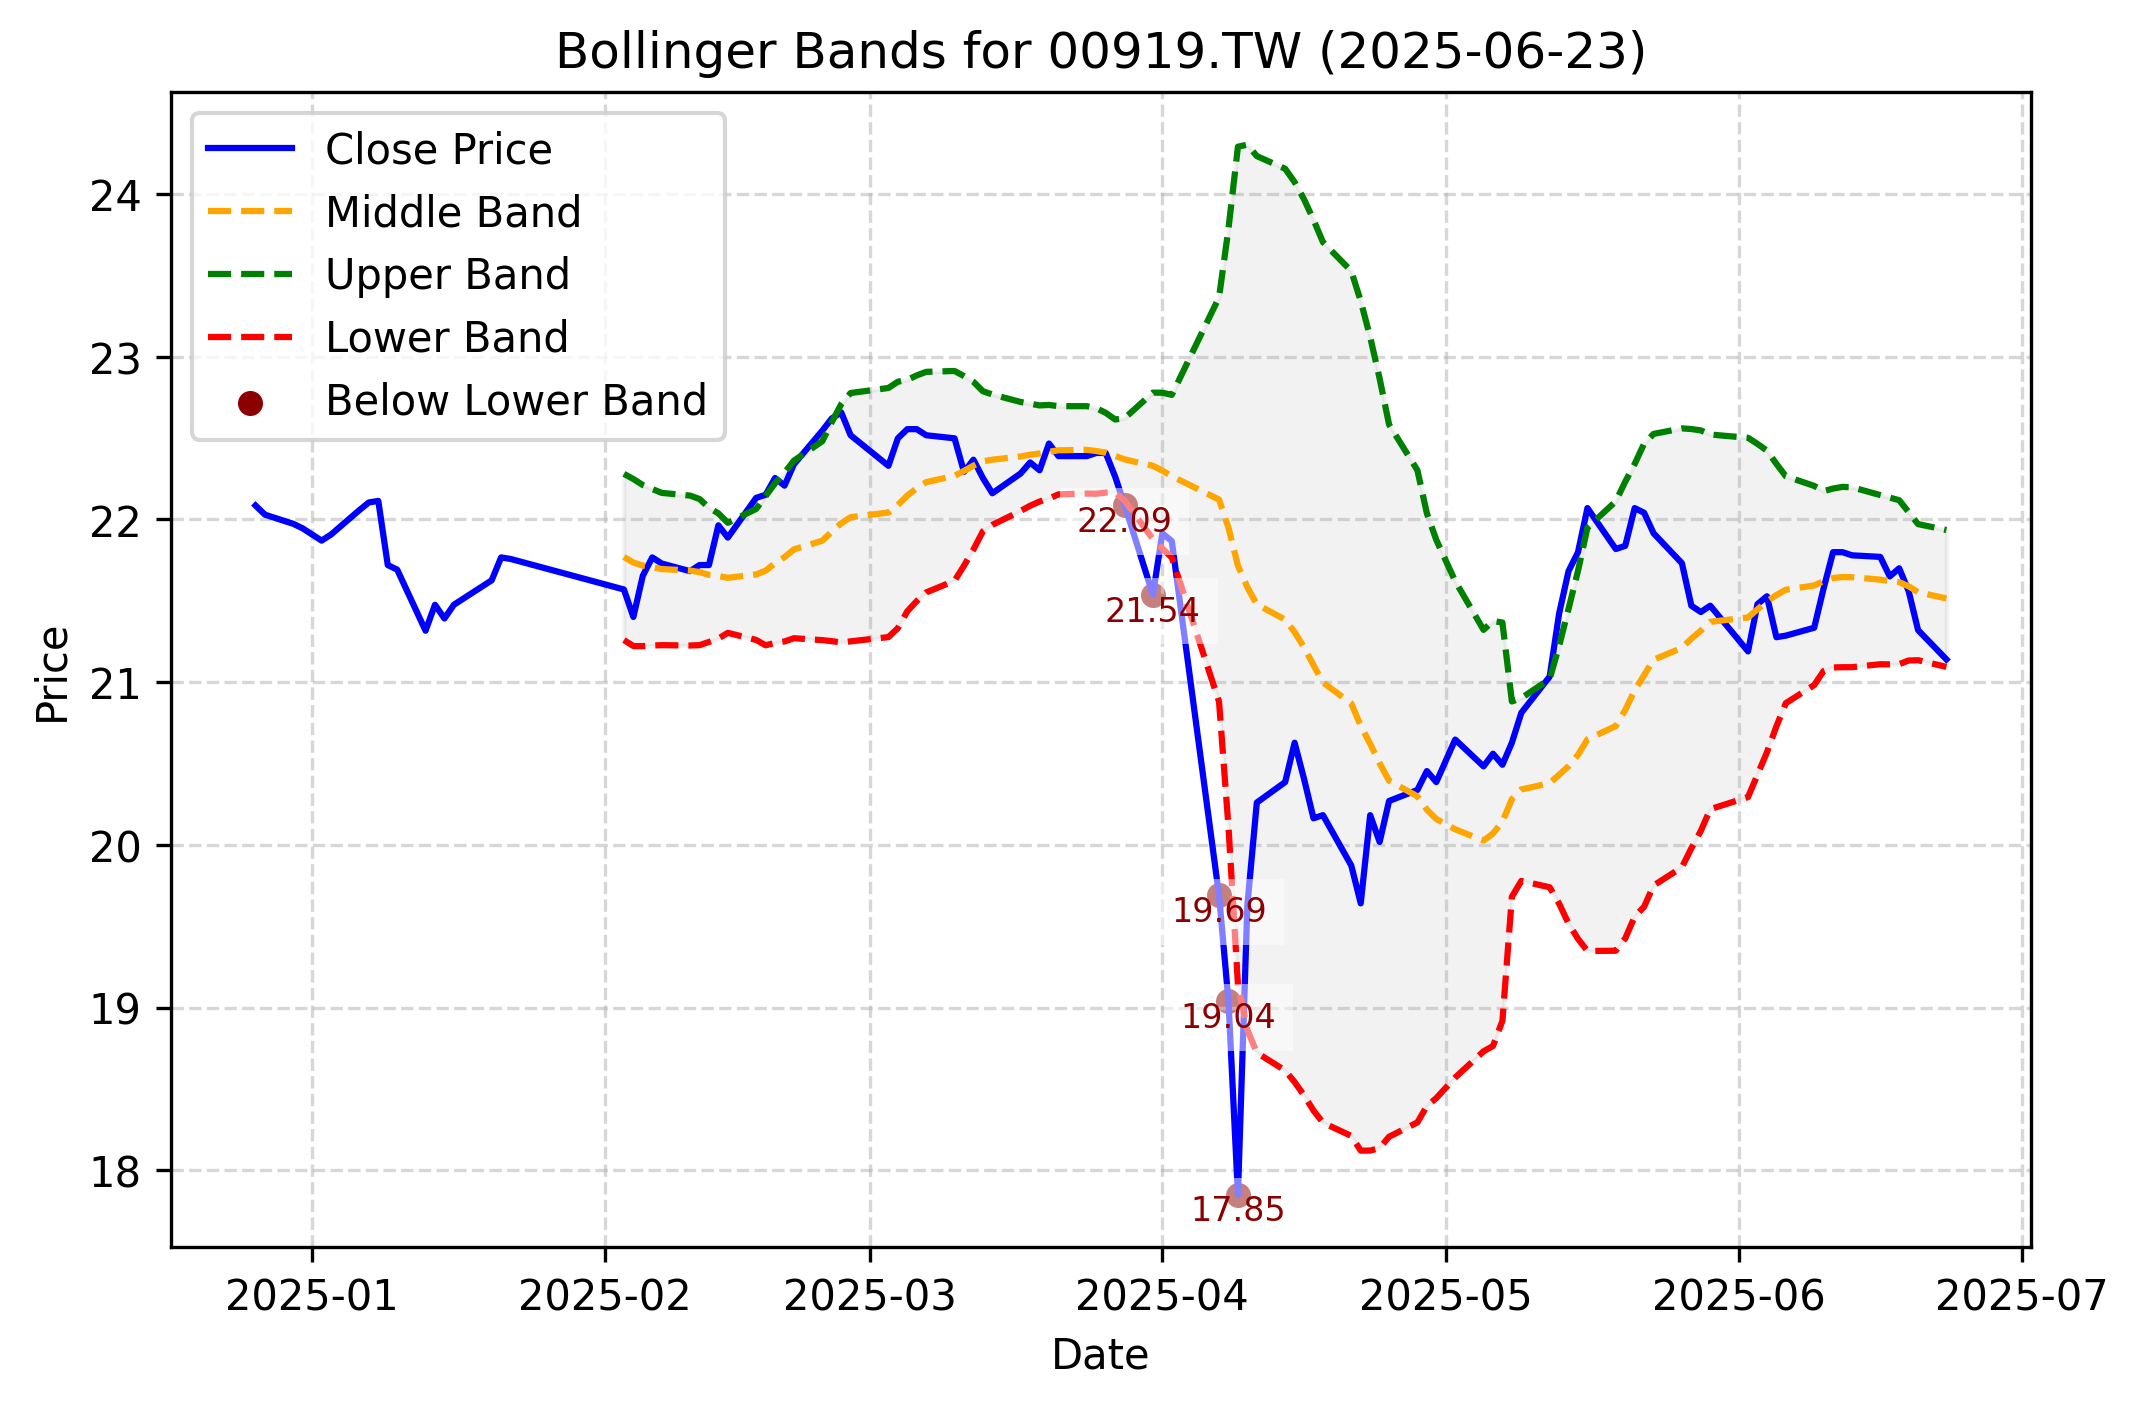 Bollinger Bands for 00919.TW (2025-06-23)
Close Price
Middle Band
Upper Band
Lower Band
Below Lower Band
24
23
22
21
20
19
18
Price
22.09
21.54
19.69
19.04
17.85
2025-01
2025-02
2025-03
2025-04
2025-05
2025-06
2025-07
Date